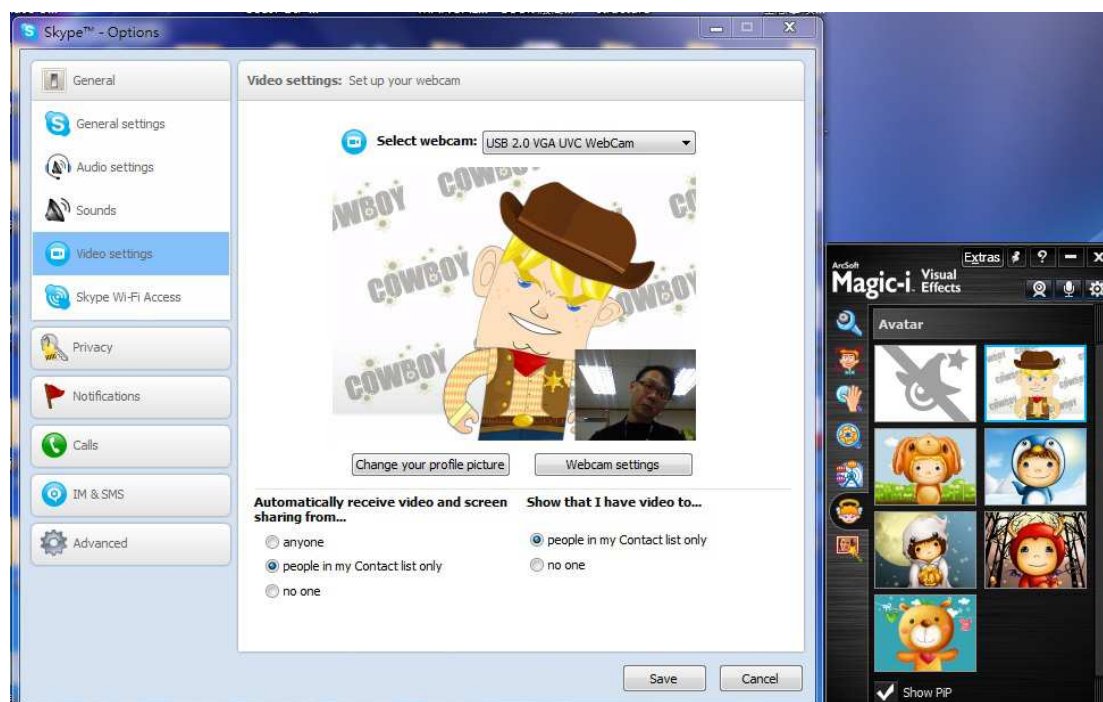 Skype™ - Options
General
General settings
Audio settings
Sounds
Video settings
Skype Wi-Fi Access
Privacy
Notifications
Calls
IM & SMS
Advanced
Video settings: Set up your webcam
Select webcam: USB 2.0 VGA UVC WebCam
COWBOY
COWBOY
COWBOY
COWBOY
Change your profile picture
Webcam settings
Automatically receive video and screen
sharing from...
anyone
people in my Contact list only
no one
Show that I have video to...
people in my Contact list only
no one
Save
Cancel
Extras
?
ArcSoft
Magic-i. Visual
Effects
Avatar
Show PiP